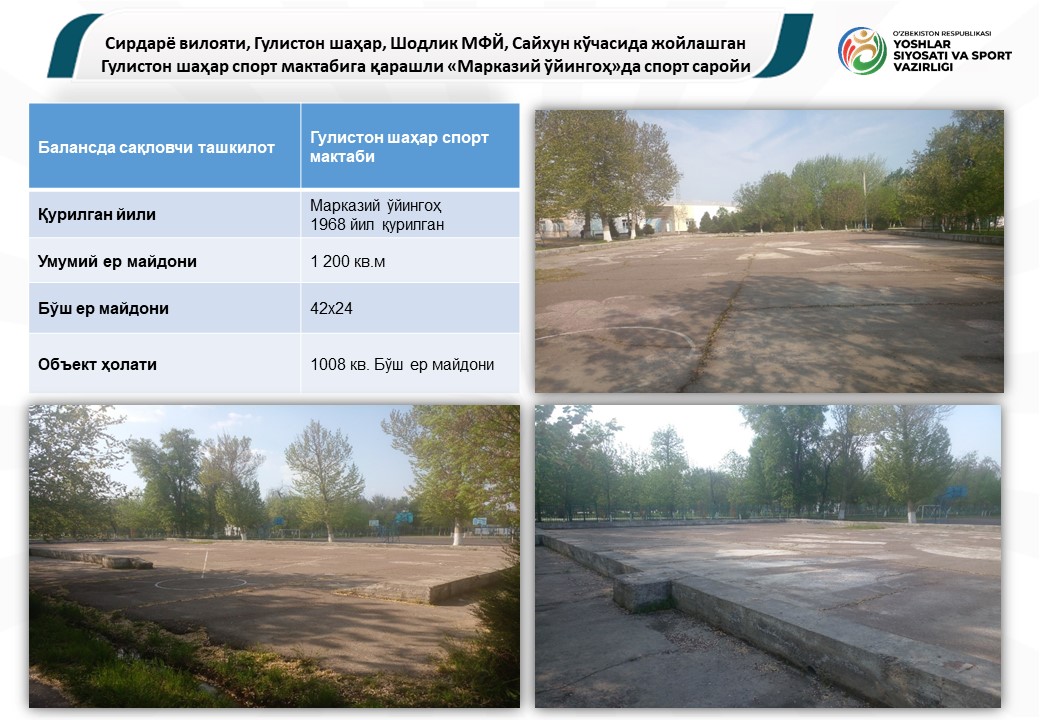 Сирдарё вилояти, Гулистон шаҳар, Шодлик МФЙ, Сайхун кўчасида жойлашган
Гулистон шаҳар спорт мактабига қарашли «Марказий ўйингоҳ»да спорт саройи
O'ZBEKISTON RESPUBLIKASI
YOSHLAR
SIYOSATI VA SPORT
VAZIRLIGI
Балансда сақловчи ташкилот
Гулистон шаҳар спорт
мактаби
Қурилган йили
Марказий ўйингоҳ
1968 йил қурилган
Умумий ер майдони
1 200 кв.м
Бўш ер майдони
42х24
Объект ҳолати
1008 кв. Бўш ер майдони